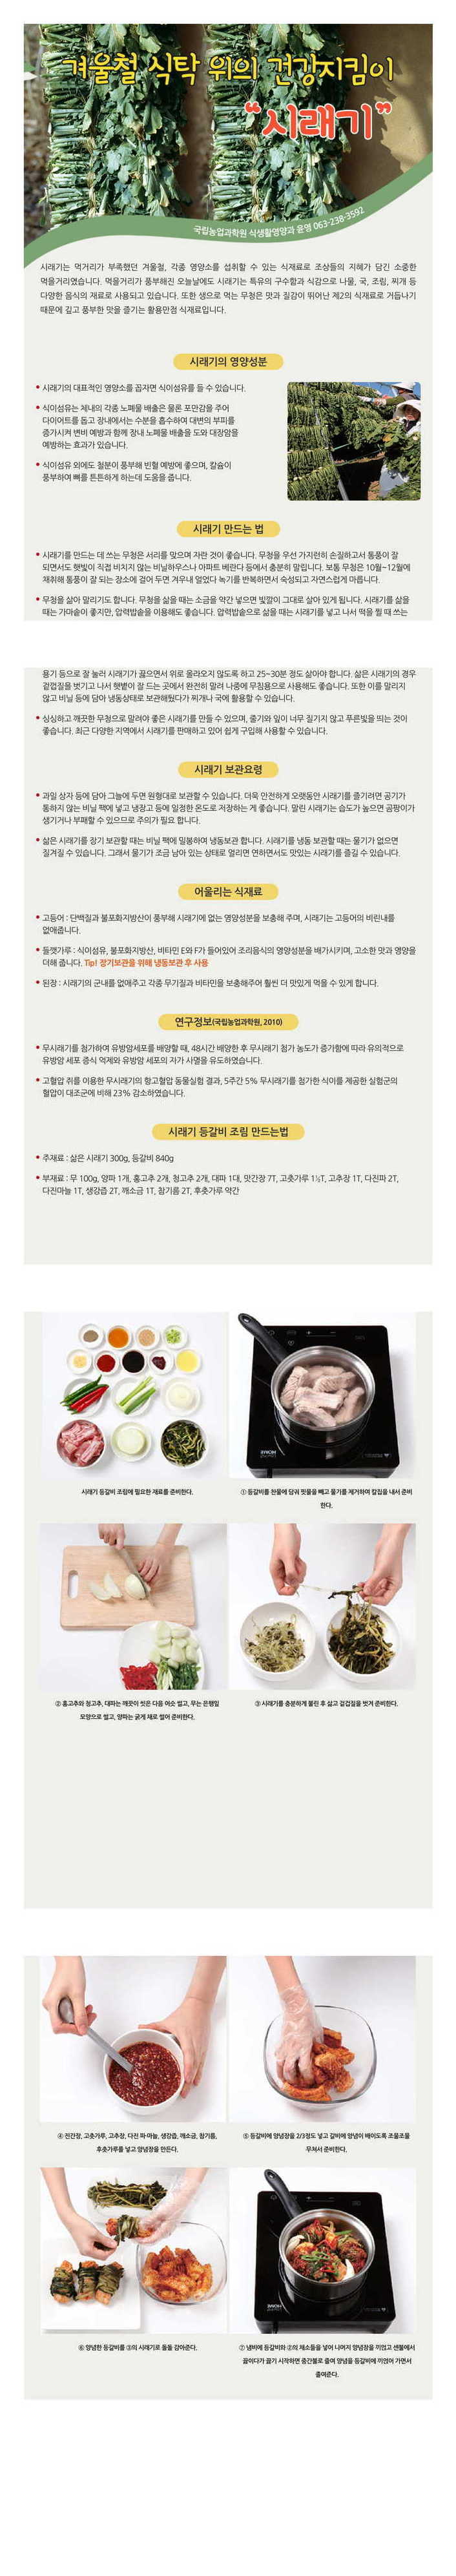 겨울철 식탁 위의 건강지킴이
“시래기”
국립농업과학원 식생활영양과 윤영 063-238-3592
시래기는 먹거리가 부족했던 겨울철, 각종 영양소를 섭취할 수 있는 식재료로 조상들의 지혜가 담긴 소중한
먹을거리였습니다. 먹을거리가 풍부해진 오늘날에도 시래기는 특유의 구수함과 식감으로 나물, 국, 조림, 찌개 등
다양한 음식의 재료로 사용되고 있습니다. 또한 생으로 먹는 무청은 맛과 질감이 뛰어난 제2의 식재료로 거듭나기
때문에 깊고 풍부한 맛을 즐기는 활용만점 식재료입니다.
시래기의 영양성분
• 시래기의 대표적인 영양소를 꼽자면 식이섬유를 들 수 있습니다.
• 식이섬유는 체내의 각종 노폐물 배출은 물론 포만감을 주어
다이어트를 돕고 장내에서는 수분을 흡수하여 대변의 부피를
증가시켜 변비 예방과 함께 장내 노폐물 배출을 도와 대장암을
예방하는 효과가 있습니다.
• 식이섬유 외에도 철분이 풍부해 빈혈 예방에 좋으며, 칼슘이
풍부하여 뼈를 튼튼하게 하는데 도움을 줍니다.
시래기 만드는 법
• 시래기를 만드는 데 쓰는 무청은 서리를 맞으며 자란 것이 좋습니다. 무청을 우선 가지런히 손질하고서 통풍이 잘
되면서도 햇빛이 직접 비치지 않는 비닐하우스나 아파트 베란다 등에서 충분히 말립니다. 보통 무청은 10월~12월에
채취해 통풍이 잘 되는 장소에 걸어 두면 겨우내 얼었다 녹기를 반복하면서 숙성되고 자연스럽게 마릅니다.
• 무청을 삶아 말리기도 합니다. 무청을 삶을 때는 소금을 약간 넣으면 빛깔이 그대로 살아 있게 됩니다. 시래기를 삶을
때는 가마솥이 좋지만, 압력밥솥을 이용해도 좋습니다. 압력밥솥으로 삶을 때는 시래기를 넣고 나서 떡을 찔 때 쓰는
용기 등으로 잘 눌러 시래기가 끓으면서 위로 올라오지 않도록 하고 25~30분 정도 삶아야 합니다. 삶은 시래기의 경우
겉껍질을 벗기고 나서 햇볕이 잘 드는 곳에서 완전히 말려 나중에 무침용으로 사용해도 좋습니다. 또한 이를 말리지
않고 비닐 등에 담아 냉동상태로 보관해뒀다가 찌개나 국에 활용할 수 있습니다.
• 싱싱하고 깨끗한 무청으로 말려야 좋은 시래기를 만들 수 있으며, 줄기와 잎이 너무 질기지 않고 푸른빛을 띄는 것이
좋습니다. 최근 다양한 지역에서 시래기를 판매하고 있어 쉽게 구입해 사용할 수 있습니다.
시래기 보관요령
• 과일 상자 등에 담아 그늘에 두면 원형대로 보관할 수 있습니다. 더욱 안전하게 오랫동안 시래기를 즐기려면 공기가
통하지 않는 비닐 팩에 넣고 냉장고 등에 일정한 온도로 저장하는 게 좋습니다. 말린 시래기는 습도가 높으면 곰팡이가
생기거나 부패할 수 있으므로 주의가 필요 합니다.
• 삶은 시래기를 장기 보관할 때는 비닐 팩에 밀봉하여 냉동보관 합니다. 시래기를 냉동 보관할 때는 물기가 없으면
질겨질 수 있습니다. 그래서 물기가 조금 남아 있는 상태로 얼리면 연하면서도 맛있는 시래기를 즐길 수 있습니다.
어울리는 식재료
• 고등어 : 단백질과 불포화지방산이 풍부해 시래기에 없는 영양성분을 보충해 주며, 시래기는 고등어의 비린내를
없애줍니다.
• 들깻가루 : 식이섬유, 불포화지방산, 비타민 E와 F가 들어있어 조리음식의 영양성분을 배가시키며, 고소한 맛과 영양을
더해 줍니다. Tip! 장기보관을 위해 냉동보관 후 사용
• 된장 : 시래기의 군내를 없애주고 각종 무기질과 비타민을 보충해주어 훨씬 더 맛있게 먹을 수 있게 합니다.
연구정보(국립농업과학원, 2010)
• 무시래기를 첨가하여 유방암세포를 배양할 때, 48시간 배양한 후 무시래기 첨가 농도가 증가함에 따라 유의적으로
유방암 세포 증식 억제와 유방암 세포의 자가 사멸을 유도하였습니다.
• 고혈압 쥐를 이용한 무시래기의 항고혈압 동물실험 결과, 5주간 5% 무시래기를 첨가한 식이를 제공한 실험군의
혈압이 대조군에 비해 23% 감소하였습니다.
시래기 등갈비 조림 만드는법
• 주재료 : 삶은 시래기 300g, 등갈비 840g
• 부재료 : 무 100g, 양파 1개, 홍고추 2개, 청고추 2개, 대파 1대, 맛간장 7T, 고춧가루 1½T, 고추장 1T, 다진파 2T,
다진마늘 1T, 생강즙 2T, 깨소금 1T, 참기름 2T, 후춧가루 약간
시래기 등갈비 조림에 필요한 재료를 준비한다.
① 등갈비를 찬물에 담궈 핏물을 빼고 물기를 제거하여 칼집을 내서 준비
한다.
② 홍고추와 청고추, 대파는 깨끗이 씻은 다음 어슷 썰고, 무는 은행잎
모양으로 썰고, 양파는 굵게 채로 썰어 준비한다.
③ 시래기를 충분하게 불린 후 삶고 겉껍질을 벗겨 준비한다.
④ 진간장, 고춧가루, 고추장, 다진 파·마늘, 생강즙, 깨소금, 참기름,
후춧가루를 넣고 양념장을 만든다.
⑤ 등갈비에 양념장을 2/3정도 넣고 갈비에 양념이 배이도록 조물조물
무쳐서 준비한다.
⑥ 양념한 등갈비를 ③의 시래기로 돌돌 감아준다.
⑦ 냄비에 등갈비와 ②의 채소들을 넣어 나머지 양념장을 끼얹고 센불에서
끓이다가 끓기 시작하면 중간불로 줄여 양념을 등갈비에 끼얹어 가면서
졸여준다.